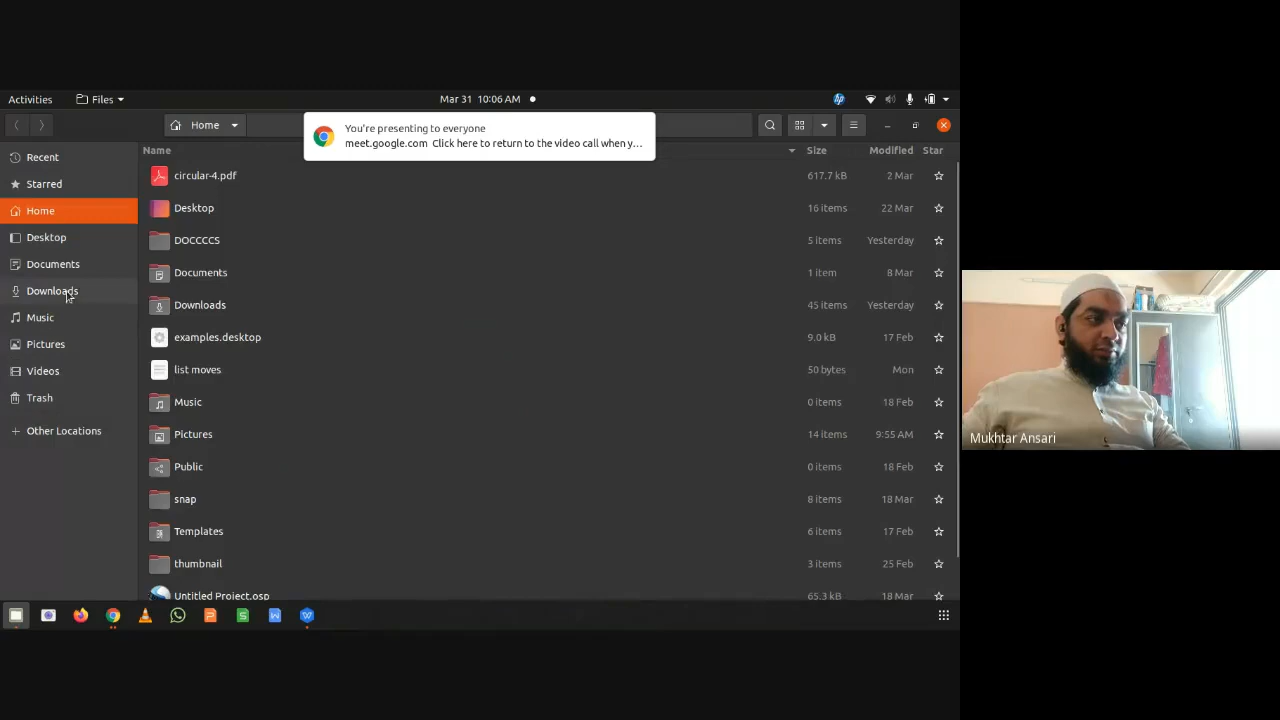 Activities Files Mar 31 10:06 AM
Home
You're presenting to everyone
meet.google.com Click here to return to the video call when y...
Name Size Modified Star
Recent
Starred
Home
Desktop
Documents
Downloads
Music
Pictures
Videos
Trash
Other Locations
circular-4.pdf 617.7 kB 2 Mar
Desktop 16 items 22 Mar
DOCCCCS 5 items Yesterday
Documents 1 item 8 Mar
Downloads 45 items Yesterday
examples.desktop 9.0 kB 17 Feb
list moves 50 bytes Mon
Music 0 items 18 Feb
Pictures 14 items 9:55 AM
Public 0 items 18 Feb
snap 8 items 18 Mar
Templates 6 items 17 Feb
thumbnail 3 items 25 Feb
Untitled Project.osp 65.3 kB 18 Mar
Mukhtar Ansari